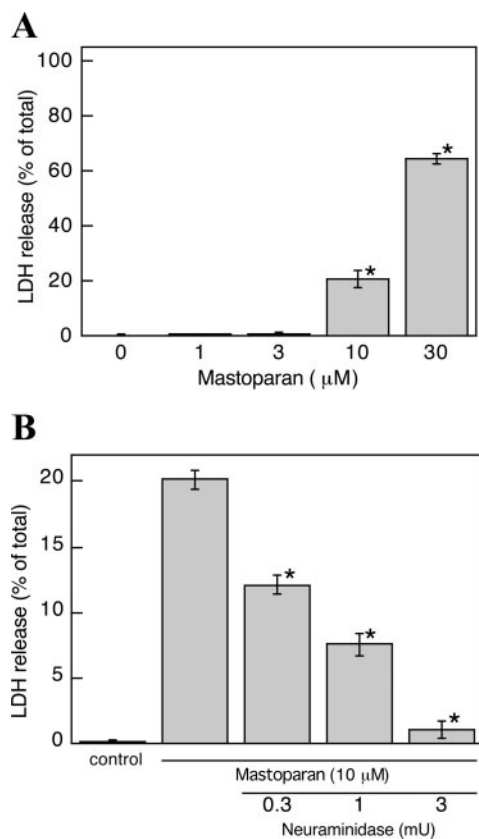 A
LDH release (% of total)
100
80
60
40
20
0
*
*
0 1 3 10 30
Mastoparan ( μM)
B
LDH release (% of total)
20
15
10
5
0
*
*
*
control
Mastoparan (10 μM)
0.3 1 3
Neuraminidase (mU)